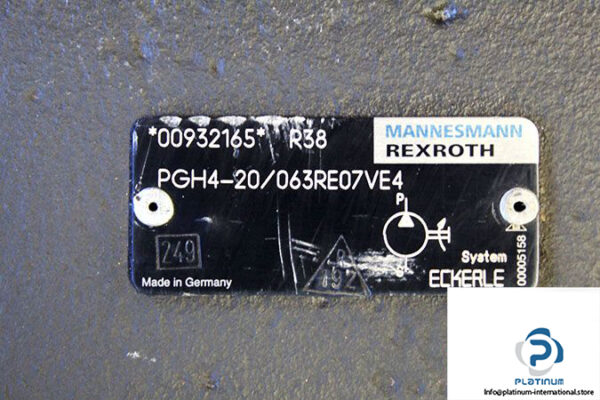 *00932165* R38
MANNESMANN
REXROTH
PGH4-20/063RE07VE4
P
S
249
192
System
ECKERLE
00005158
Made in Germany
PLATINUM
Info@platinum-international.store